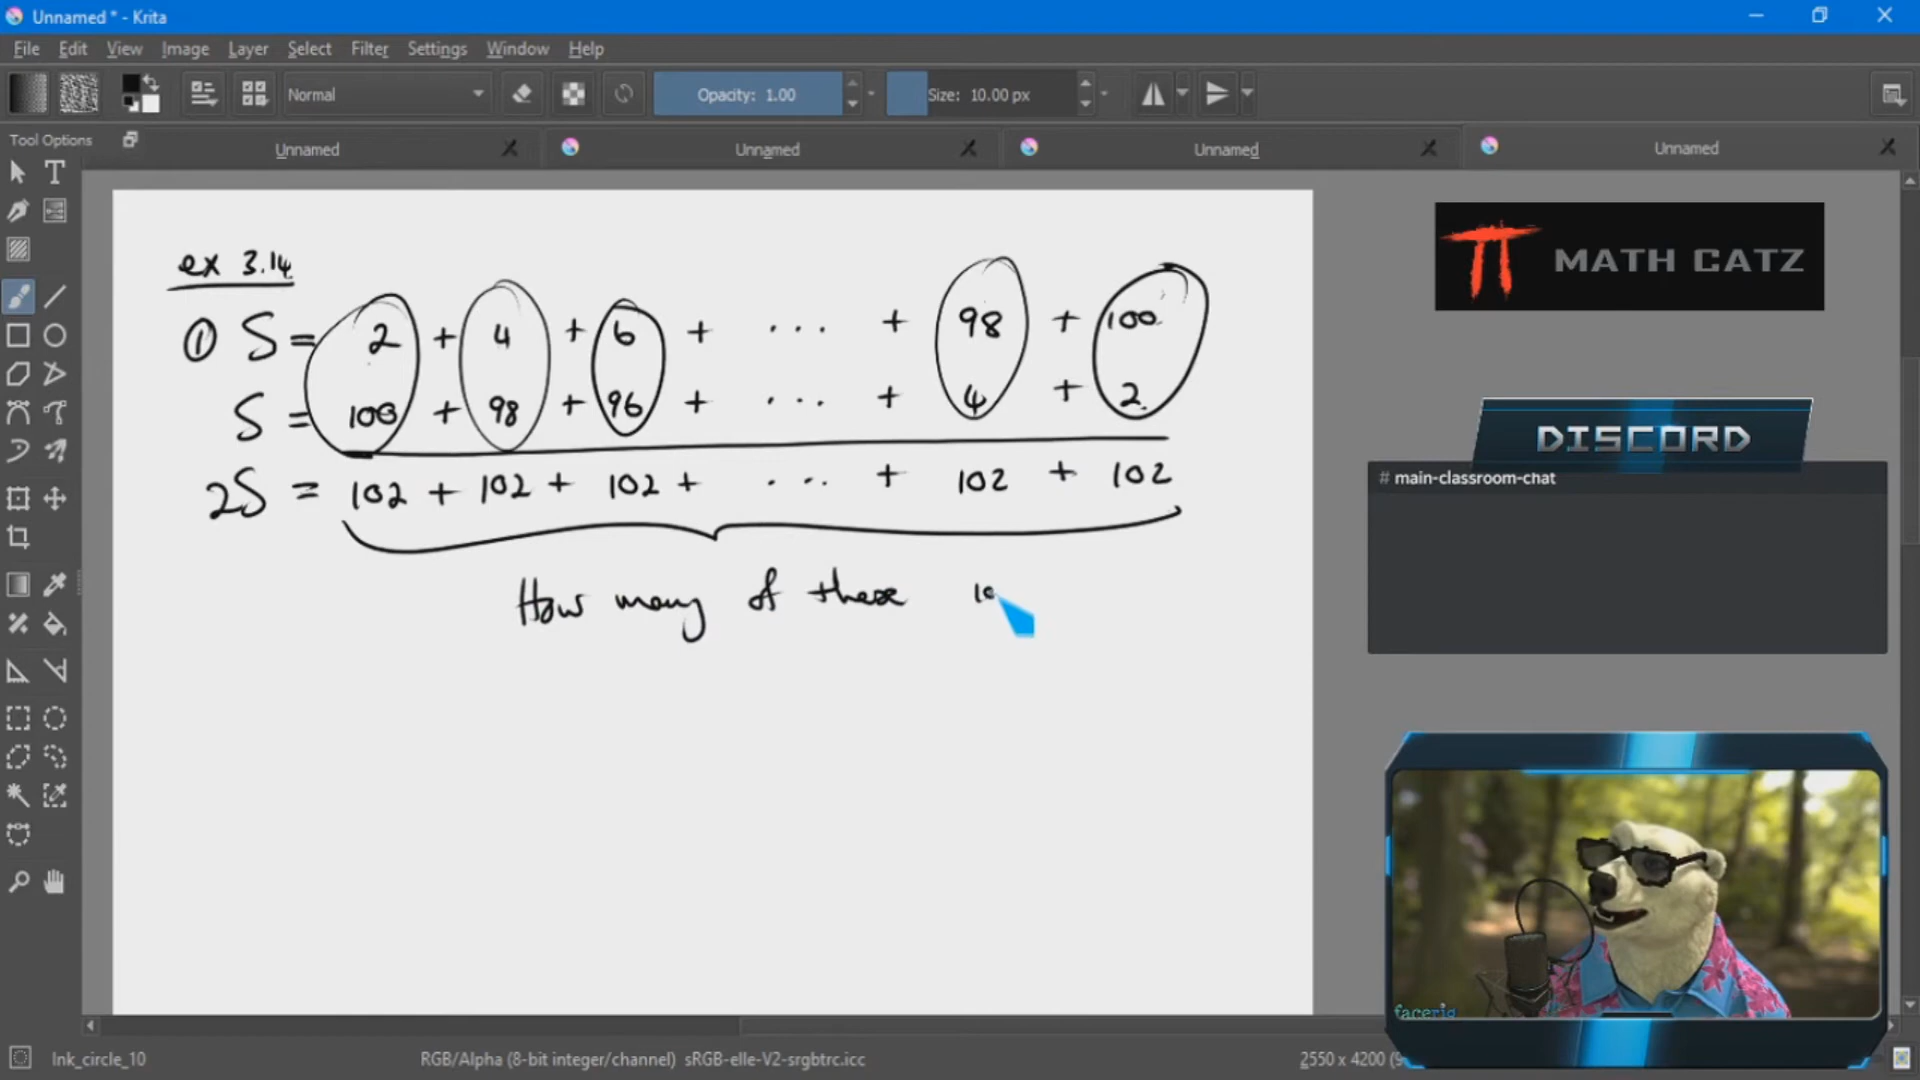 Unnamed * - Krita
File Edit View Image Layer Select Filter Settings Window Help
Normal Opacity: 1.00 Size: 10.00 px
Tool Options Unnamed Unnamed Unnamed Unnamed
ex 3.14
① S = 2 + 4 + 6 + ... + 98 + 100
S = 100 + 98 + 96 + ... + 4 + 2
2S = 102 + 102 + 102 + ... + 102 + 102
How many of these 10
π MATH CATZ
DISCORD
# main-classroom-chat
facerig
Ink_circle_10 RGB/Alpha (8-bit integer/channel) sRGB-elle-V2-srgbtrc.icc 2550 x 4200 (9